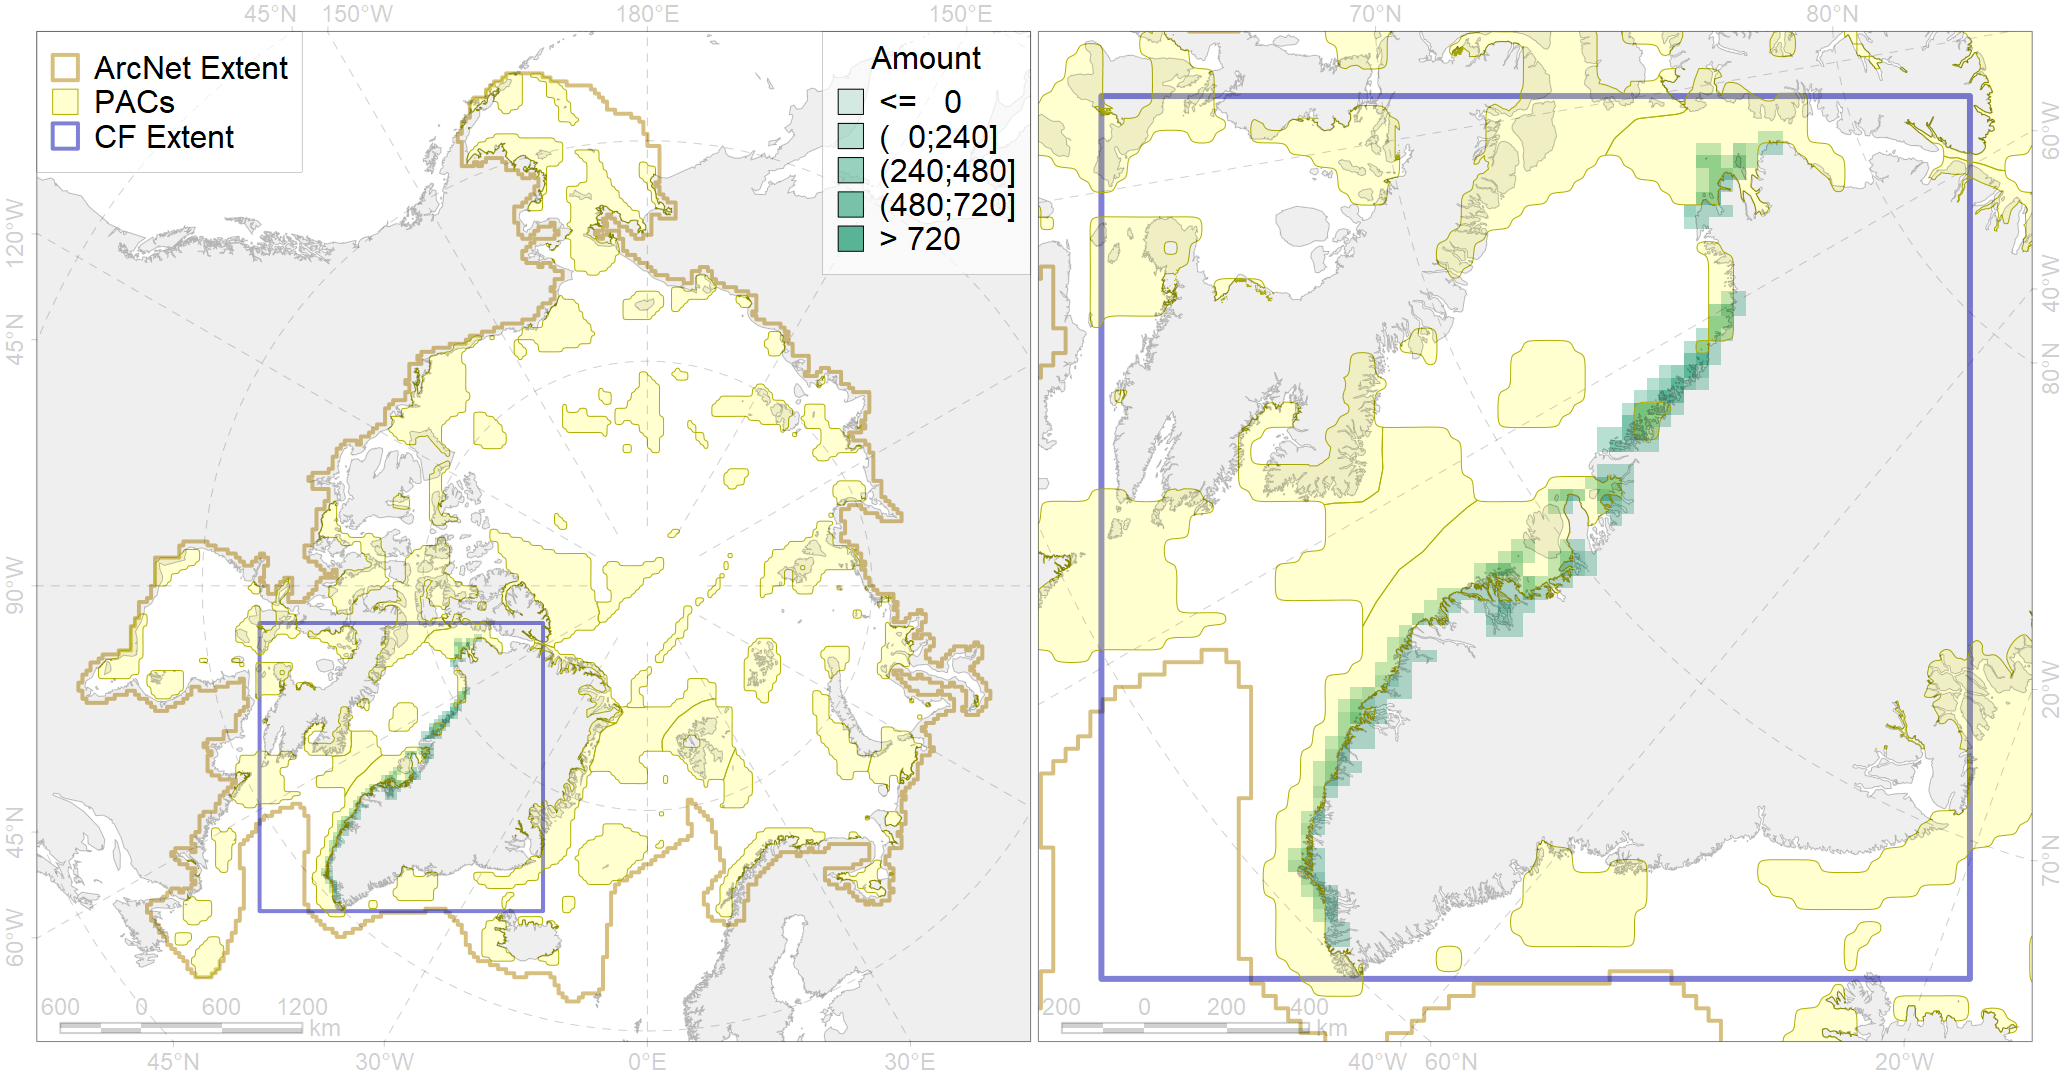 45°N 150°W 180°E 150°E 70°N 80°N
ArcNet Extent
PACs
CF Extent
Amount
<= 0
( 0;240]
(240;480]
(480;720]
> 720
120°W
45°N
90°W
45°N
60°W
60°W
40°W
80°N
20°W
70°N
600 0 600 1200
km
200 0 200 400
km
45°N 30°W 0°E 30°E 40°W 60°N 20°W